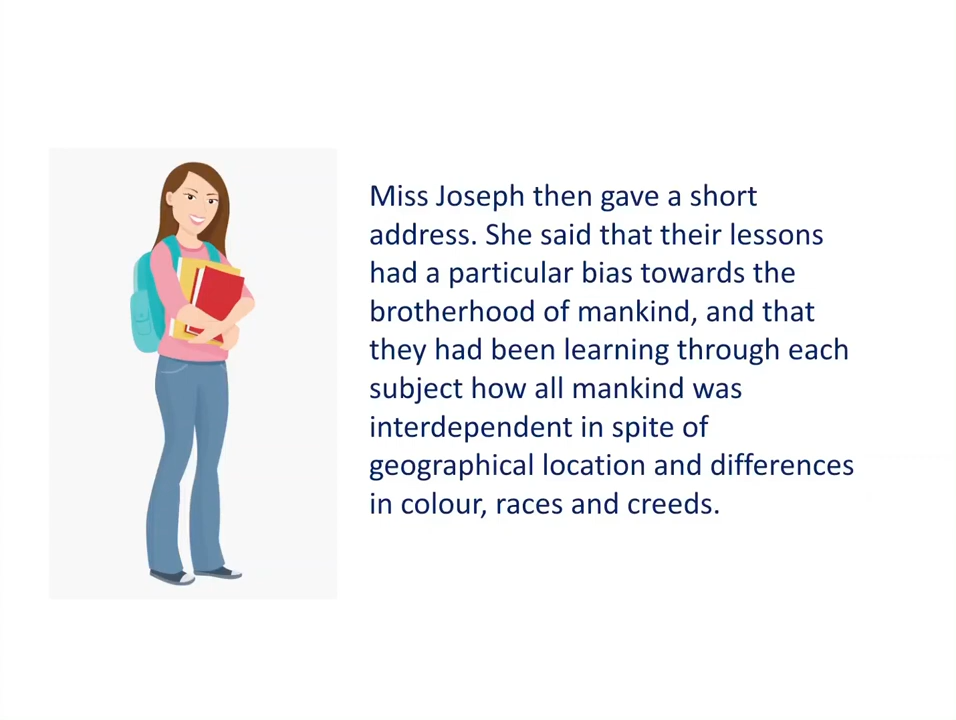 Miss Joseph then gave a short
address. She said that their lessons
had a particular bias towards the
brotherhood of mankind, and that
they had been learning through each
subject how all mankind was
interdependent in spite of
geographical location and differences
in colour, races and creeds.